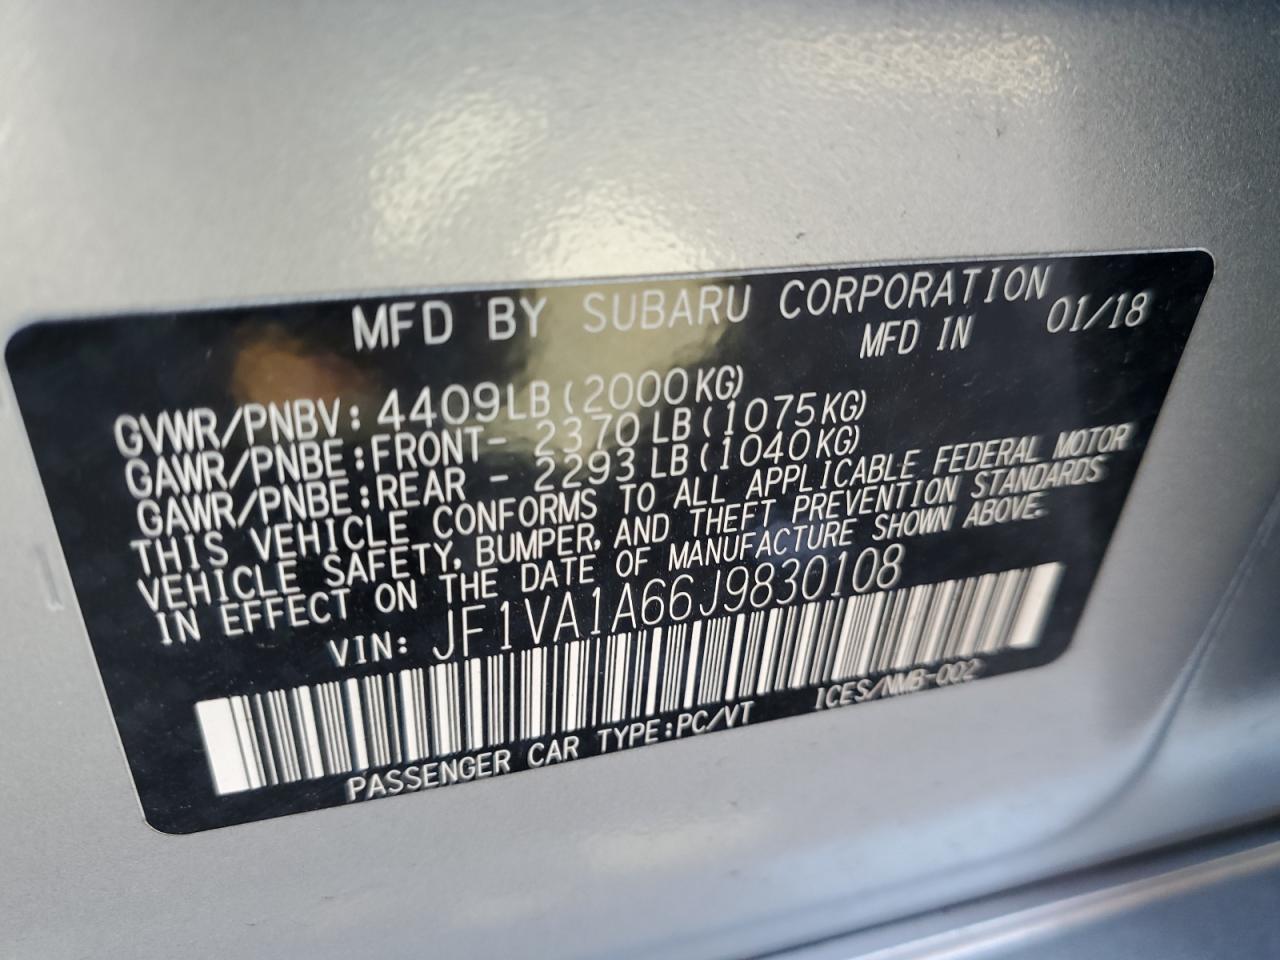 MFD BY SUBARU CORPORATION
MFD IN 01/18
GVWR/PNBV: 4409LB(2000KG)
GAWR/PNBE:FRONT- 2370LB(1075KG)
GAWR/PNBE:REAR - 2293LB(1040KG)
THIS VEHICLE CONFORMS TO ALL APPLICABLE FEDERAL MOTOR
VEHICLE SAFETY, BUMPER, AND THEFT PREVENTION STANDARDS
IN EFFECT ON THE DATE OF MANUFACTURE SHOWN ABOVE.
VIN: JF1VA1A66J9830108
PASSENGER CAR TYPE:PC/VT ICES/NMB-002